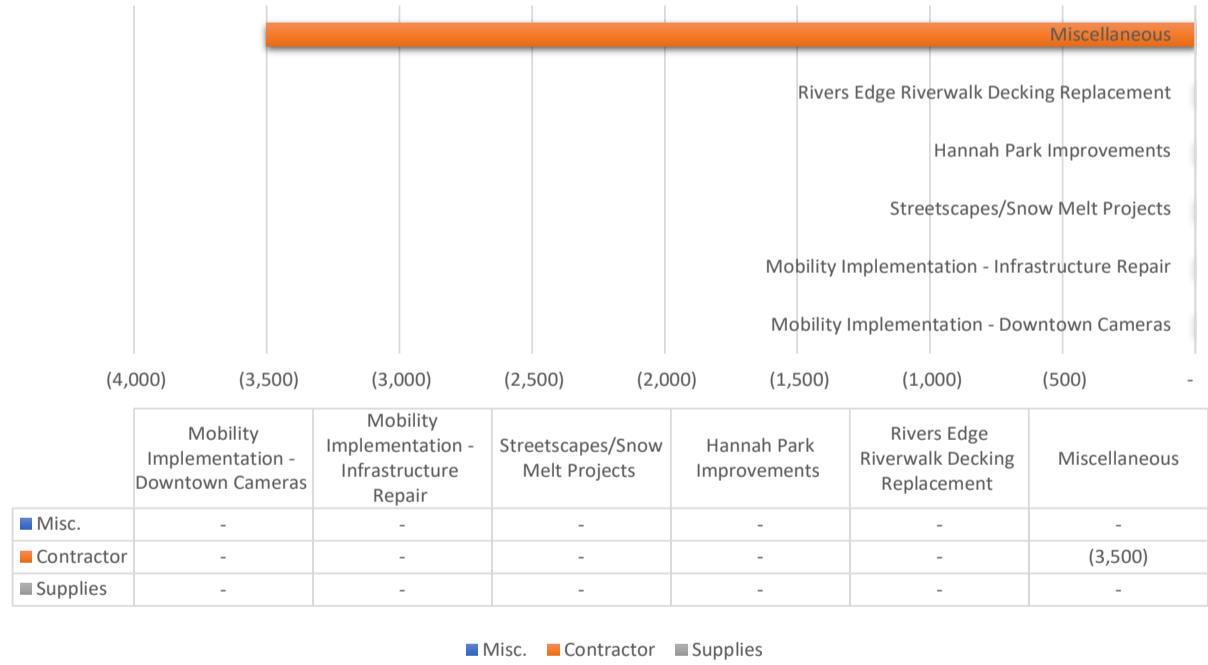 Miscellaneous
Rivers Edge Riverwalk Decking Replacement
Hannah Park Improvements
Streetscapes/Snow Melt Projects
Mobility Implementation - Infrastructure Repair
Mobility Implementation - Downtown Cameras
(4,000) (3,500) (3,000) (2,500) (2,000) (1,500) (1,000) (500) -
Mobility
Implementation -
Downtown Cameras
Mobility
Implementation -
Infrastructure
Repair
Streetscapes/Snow
Melt Projects
Hannah Park
Improvements
Rivers Edge
Riverwalk Decking
Replacement
Miscellaneous
Misc. - - - - - -
Contractor - - - - - (3,500)
Supplies - - - - - -
Misc. Contractor Supplies